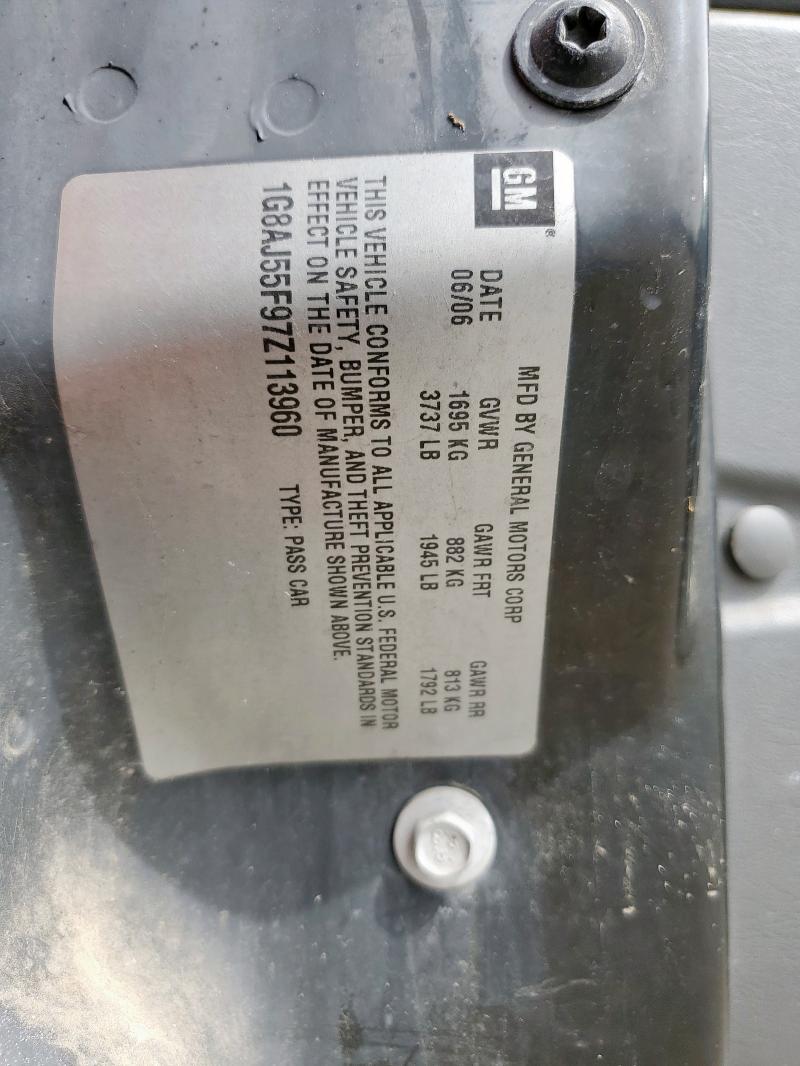 GM®
MFD BY GENERAL MOTORS CORP
DATE GVWR GAWR FRT GAWR RR
06/06 1695 KG 882 KG 813 KG
3737 LB 1945 LB 1792 LB
THIS VEHICLE CONFORMS TO ALL APPLICABLE U.S. FEDERAL MOTOR
VEHICLE SAFETY, BUMPER, AND THEFT PREVENTION STANDARDS IN
EFFECT ON THE DATE OF MANUFACTURE SHOWN ABOVE.
1G8AJ55F97Z113960 TYPE: PASS CAR